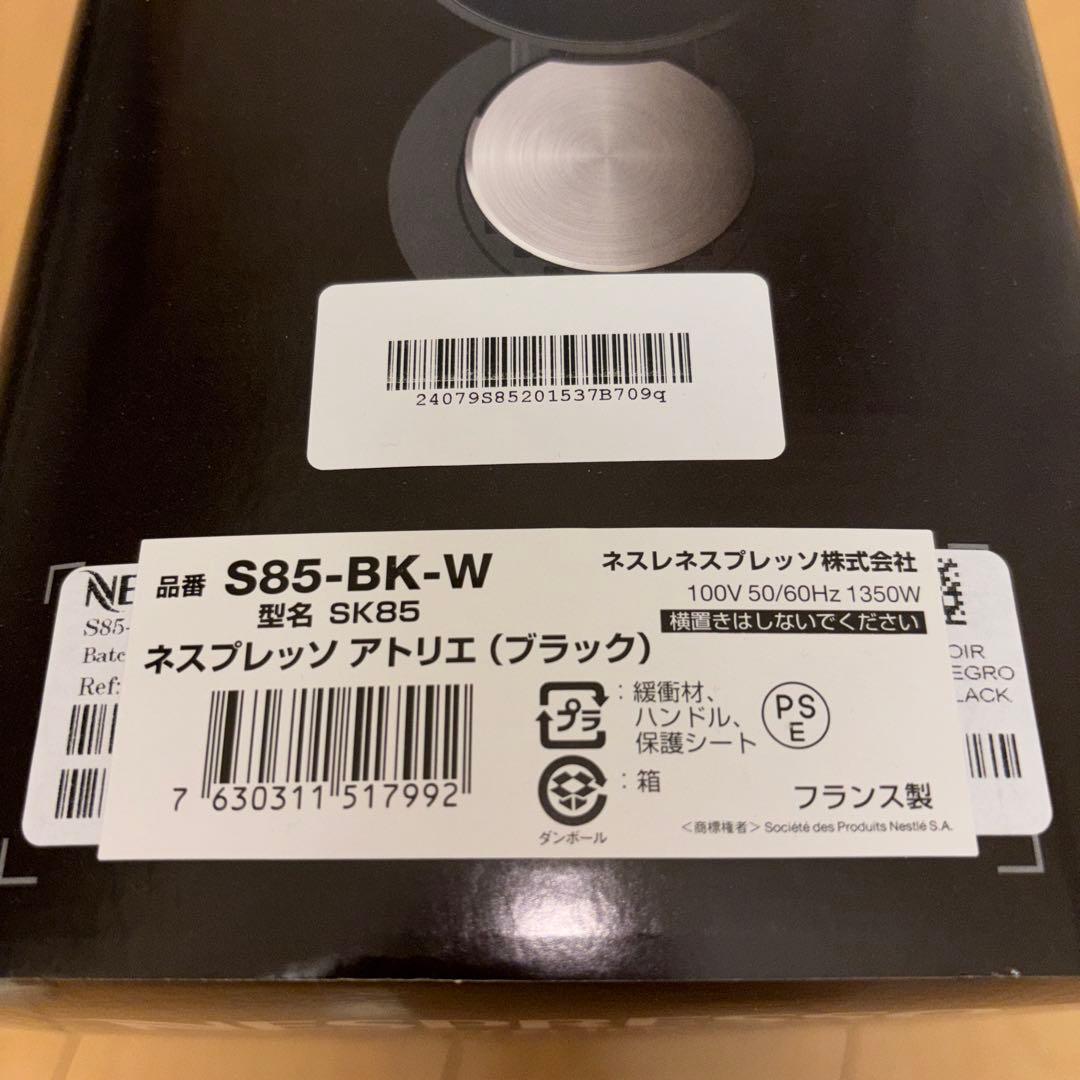 24079S85201537B709q
品番 S85-BK-W
型名 SK85
ネスプレッソ アトリエ（ブラック）
ネスレネスプレッソ株式会社
100V 50/60Hz 1350W
横置きはしないでください
プラ
：緩衝材、
ハンドル、
保護シート
PS
E
：箱
ダンボール
フランス製
＜商標権者＞ Société des Produits Nestlé S.A.
7 630311 517992
NE
S85-
Batc
Ref:
OIR
EGRO
LACK